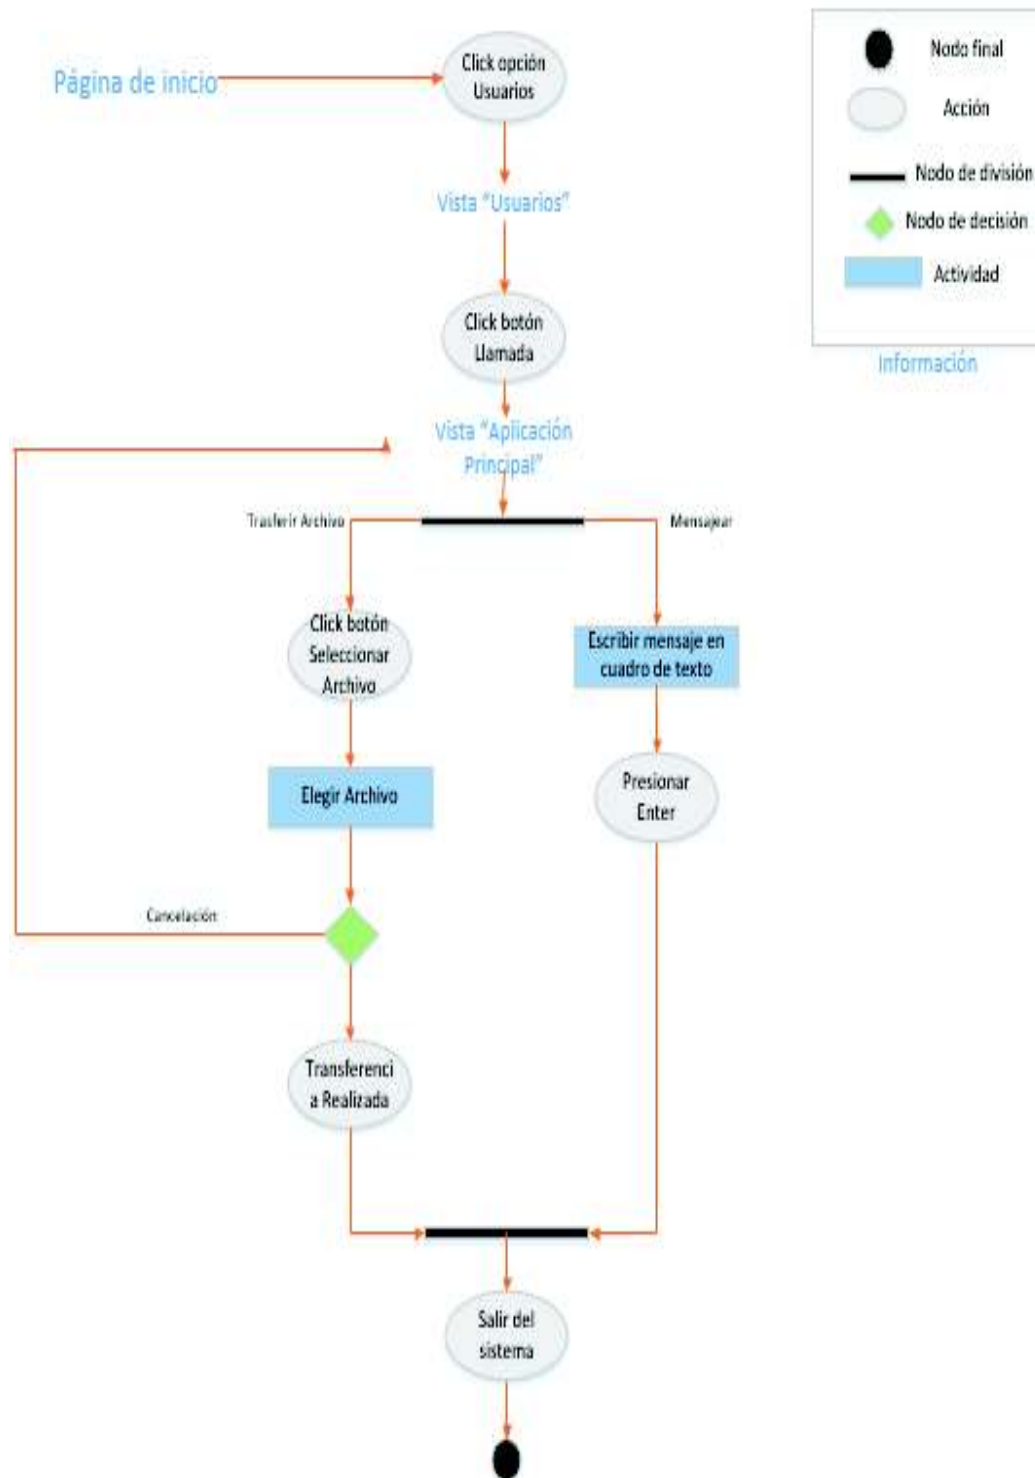 Página de inicio
Click opción
Usuarios
Vista "Usuarios"
Click botón
Llamada
Vista "Aplicación
Principal"
Trasferir Archivo
Mensajear
Click botón
Seleccionar
Archivo
Escribir mensaje en
cuadro de texto
Elegir Archivo
Presionar
Enter
Cancelación
Transferenci
a Realizada
Salir del
sistema
Nodo final
Acción
Nodo de división
Nodo de decisión
Actividad
Información